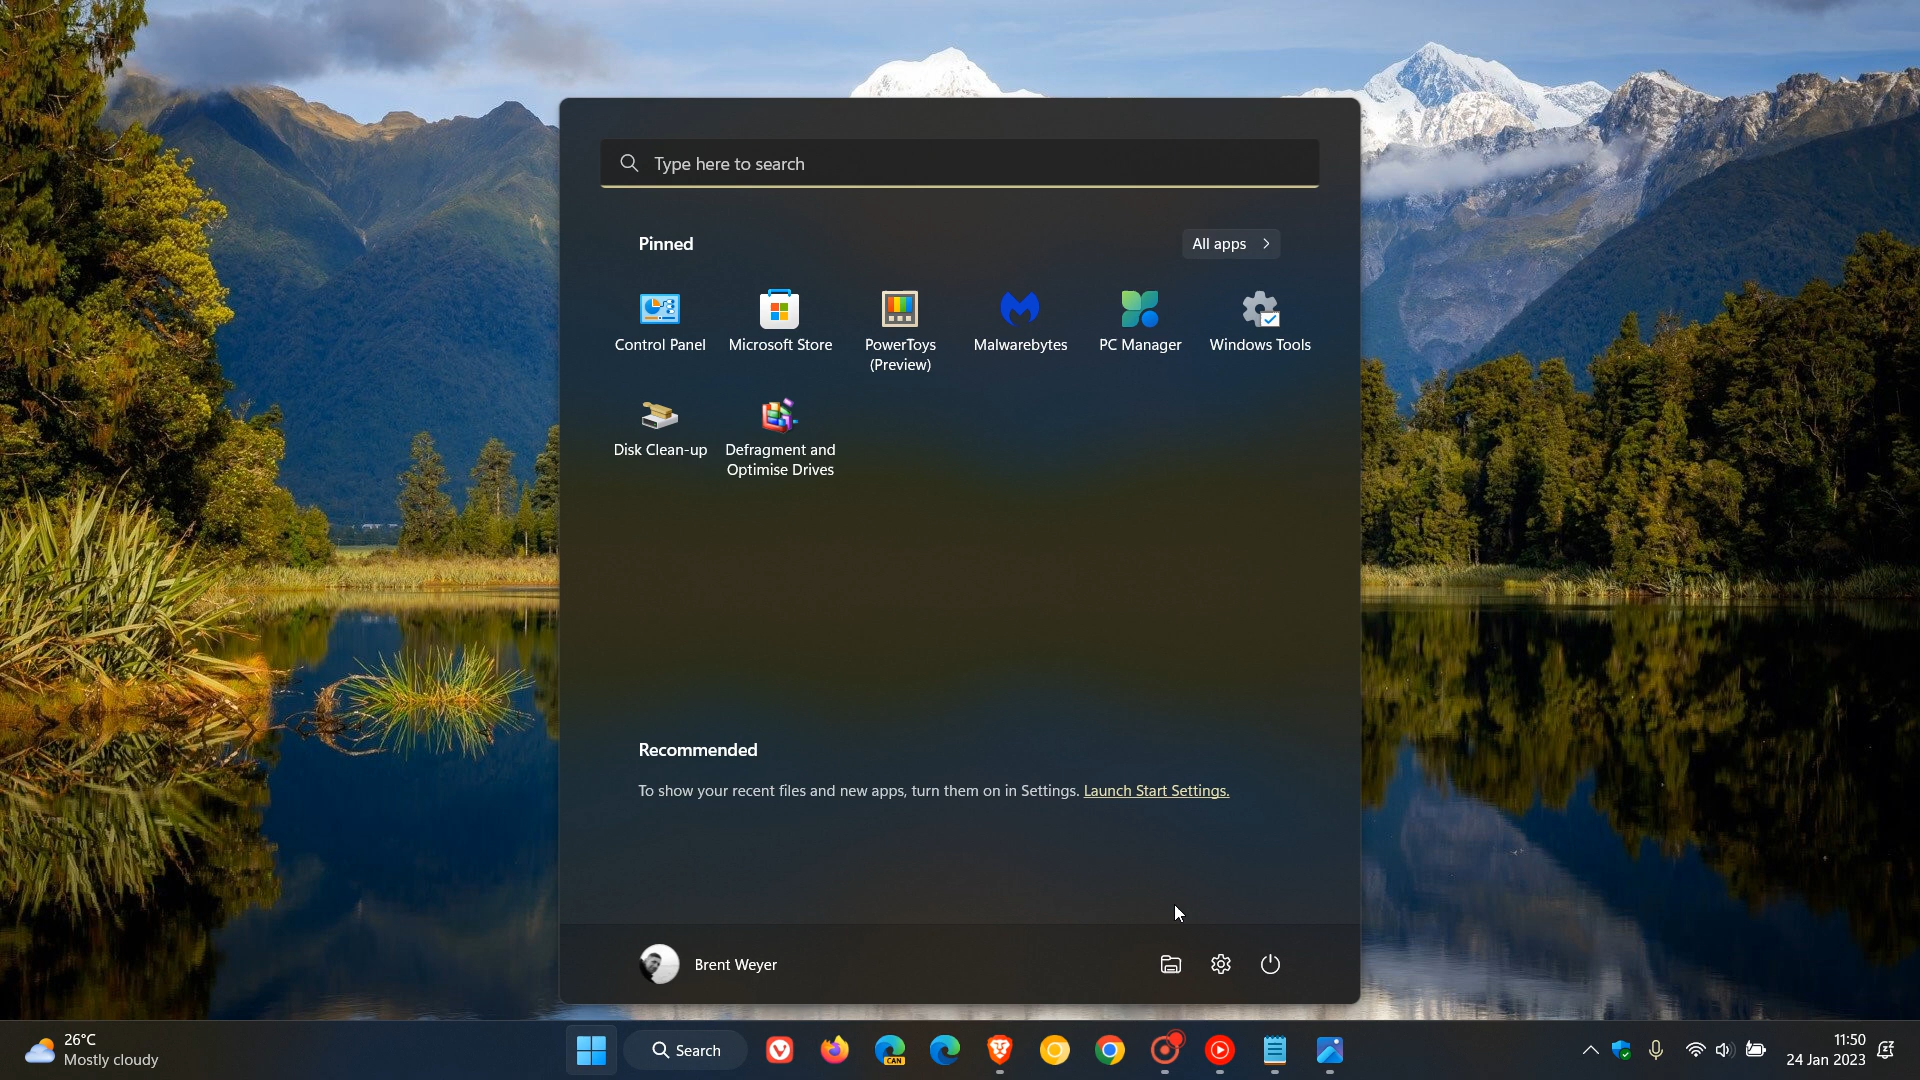 Type here to search
Pinned
All apps
Control Panel
Microsoft Store
PowerToys
(Preview)
Malwarebytes
PC Manager
Windows Tools
Disk Clean-up
Defragment and
Optimise Drives
Recommended
To show your recent files and new apps, turn them on in Settings. Launch Start Settings.
Brent Weyer
26°C
Mostly cloudy
Search
CAN
11:50
24 Jan 2023